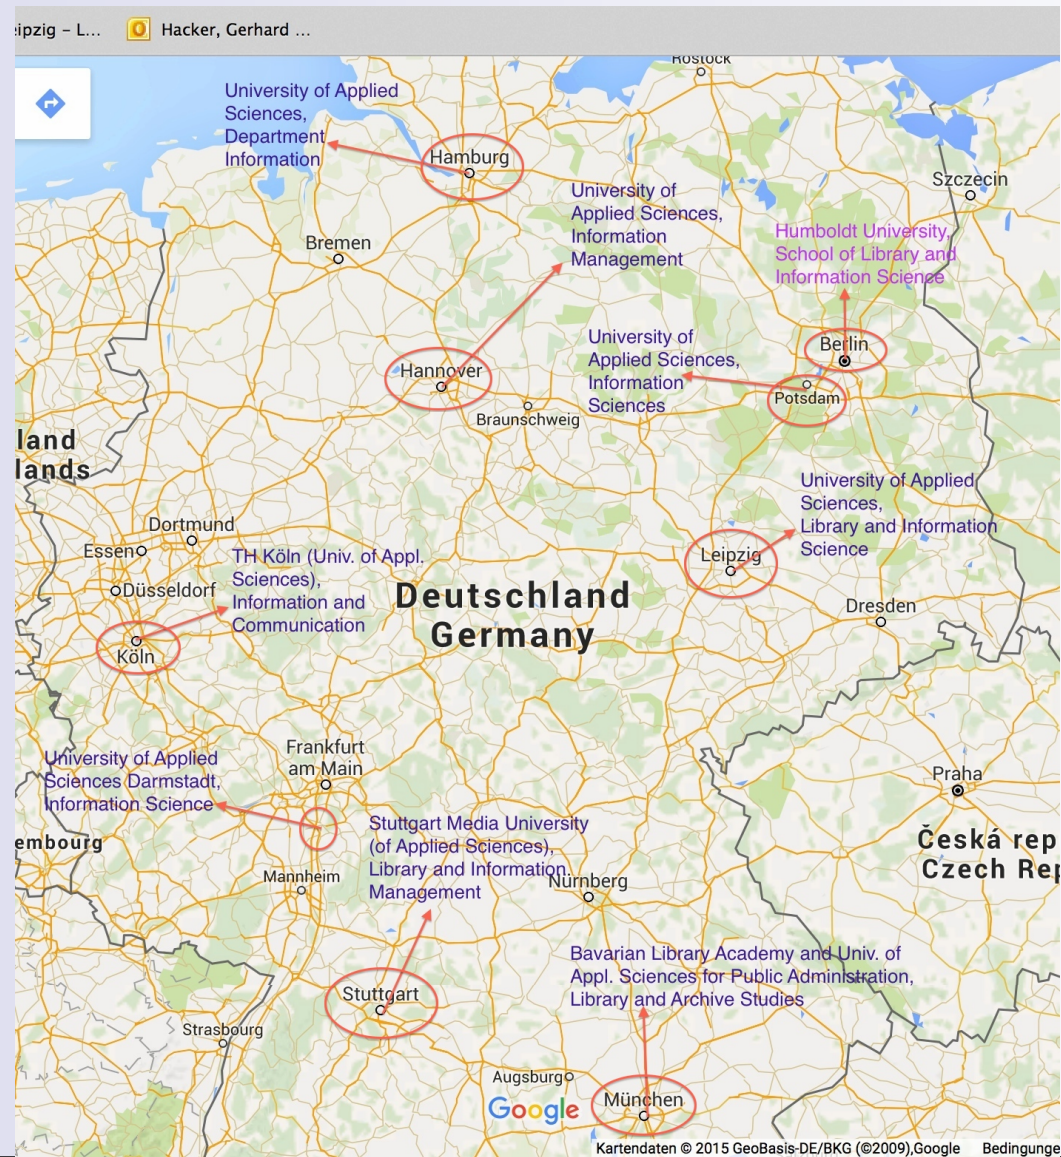 eipzig – L...
Hacker, Gerhard ...
Rostock
University of Applied
Sciences,
Department
Information
Hamburg
Szczecin
University of
Applied Sciences,
Information
Management
Bremen
Humboldt University,
School of Library and
Information Science
University of
Applied Sciences,
Information
Sciences
Berlin
Hannover
Potsdam
Braunschweig
land
lands
University of Applied
Sciences,
Library and Information
Science
Dortmund
Essen
TH Köln (Univ. of Appl.
Sciences),
Information and
Communication
Leipzig
Düsseldorf
Deutschland
Germany
Dresden
Köln
Frankfurt
am Main
University of Applied
Sciences Darmstadt,
Information Science
Praha
Stuttgart Media University
(of Applied Sciences),
Library and Information
Management
embourg
Česká rep
Czech Rep
Mannheim
Nürnberg
Bavarian Library Academy and Univ. of
Appl. Sciences for Public Administration,
Library and Archive Studies
Stuttgart
Strasbourg
Augsburg
Google
München
Kartendaten © 2015 GeoBasis-DE/BKG (©2009),Google
Bedingung